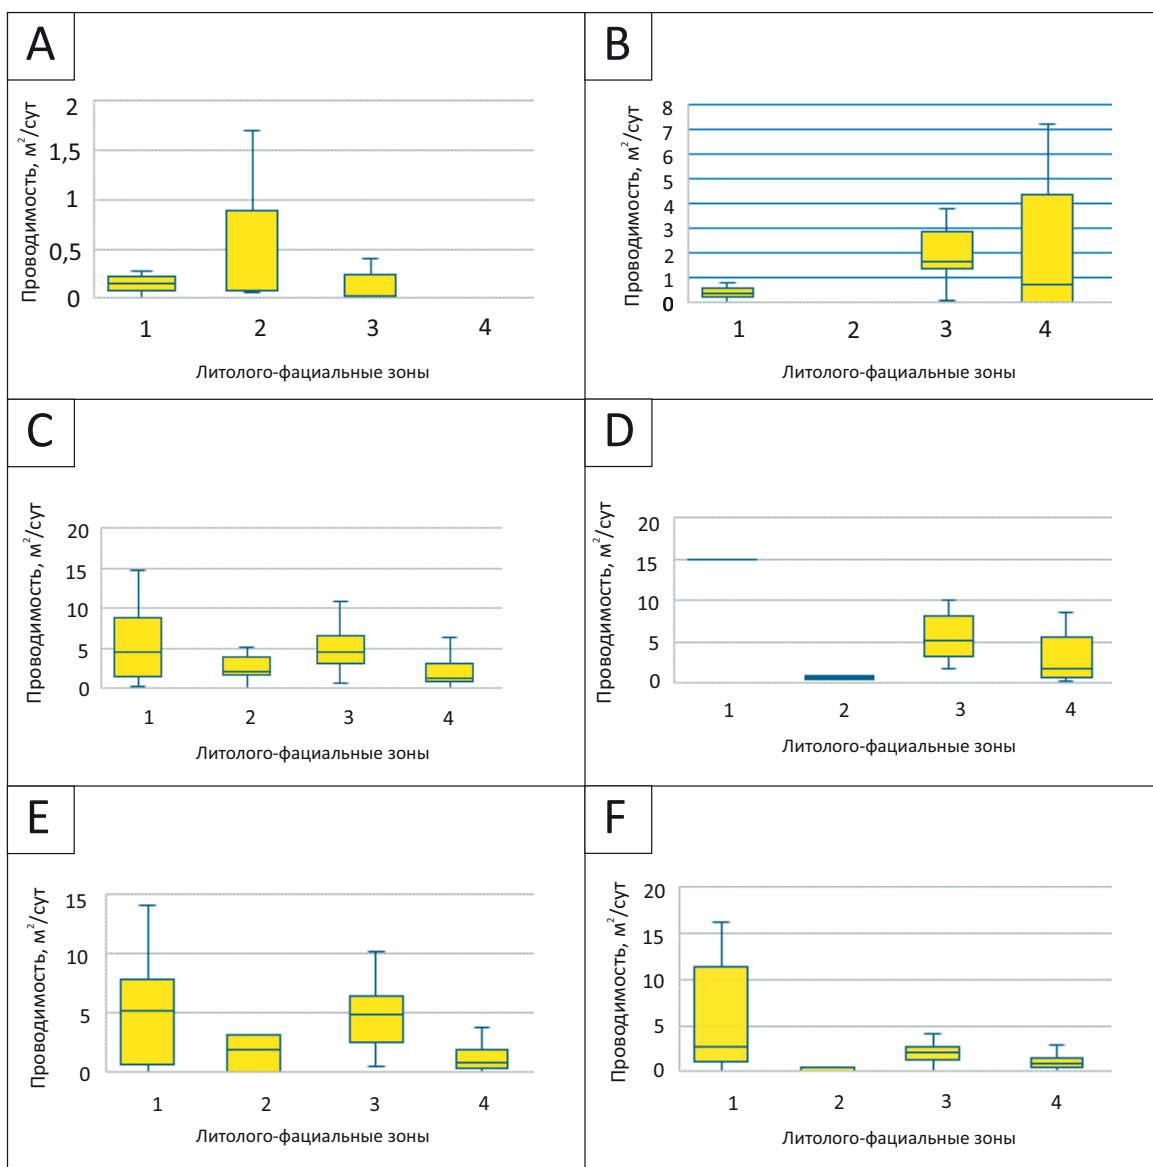 A
Проводимость, м²/сут
2
1,5
1
0,5
0
1 2 3 4
Литолого-фациальные зоны
B
Проводимость, м²/сут
8
7
6
5
4
3
2
1
0
1 2 3 4
Литолого-фациальные зоны
C
Проводимость, м²/сут
20
15
10
5
0
1 2 3 4
Литолого-фациальные зоны
D
Проводимость, м²/сут
20
15
10
5
0
1 2 3 4
Литолого-фациальные зоны
E
Проводимость, м²/сут
15
10
5
0
1 2 3 4
Литолого-фациальные зоны
F
Проводимость, м²/сут
20
15
10
5
0
1 2 3 4
Литолого-фациальные зоны